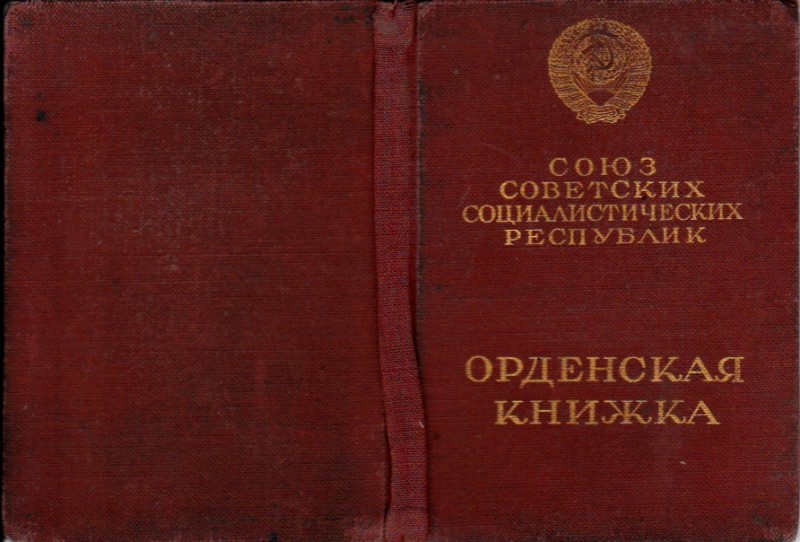 СОЮЗ
СОВЕТСКИХ
СОЦИАЛИСТИЧЕСКИХ
РЕСПУБЛИК
ОРДЕНСКАЯ
КНИЖКА